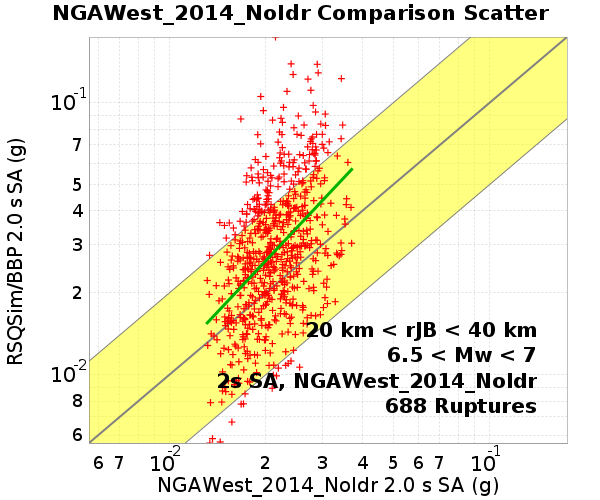 NGAWest_2014_NoIdr Comparison Scatter
RSQSim/BBP 2.0 s SA (g)
10-1
7
5
4
3
2
10-2
8
6
20 km < rJB < 40 km
6.5 < Mw < 7
2s SA, NGAWest_2014_NoIdr
688 Ruptures
6 7 10-2 2 3 4 5 6 8 10-1
NGAWest_2014_NoIdr 2.0 s SA (g)